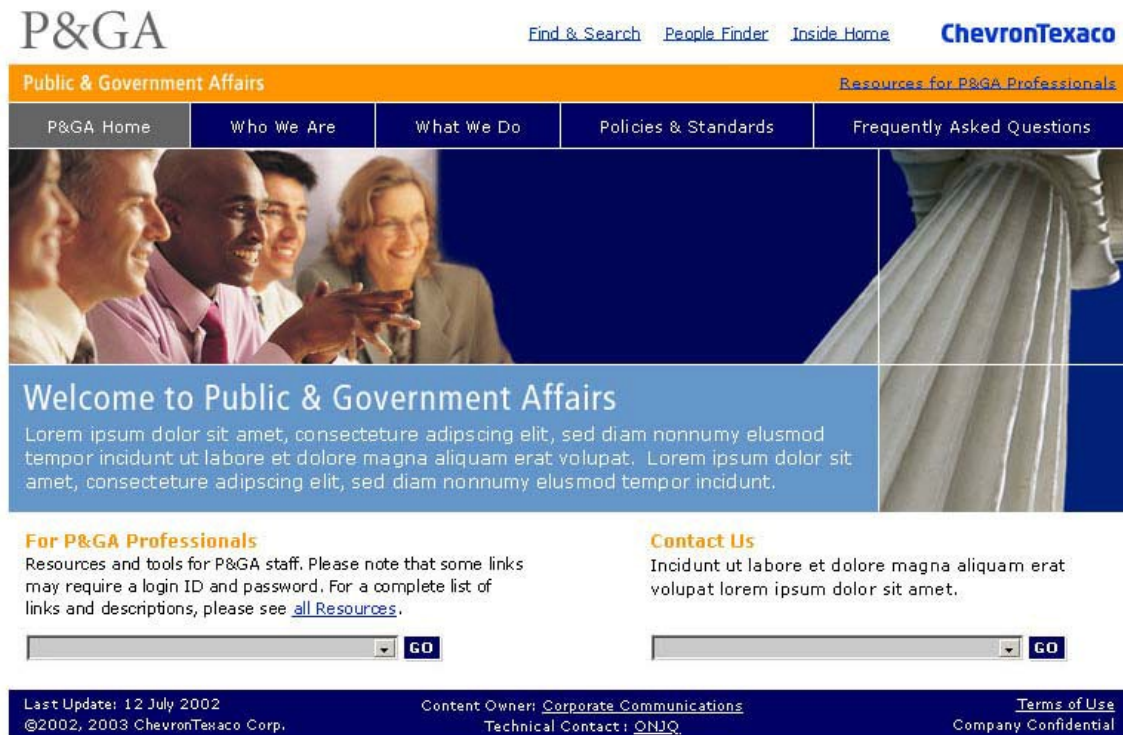 P&GA
Find & Search People Finder Inside Home ChevronTexaco
Public & Government Affairs Resources for P&GA Professionals
P&GA Home Who We Are What We Do Policies & Standards Frequently Asked Questions
Welcome to Public & Government Affairs
Lorem ipsum dolor sit amet, consecteture adipscing elit, sed diam nonnumy elusmod
tempor incidunt ut labore et dolore magna aliquam erat volupat. Lorem ipsum dolor sit
amet, consecteture adipscing elit, sed diam nonnumy elusmod tempor incidunt.
For P&GA Professionals
Resources and tools for P&GA staff. Please note that some links
may require a login ID and password. For a complete list of
links and descriptions, please see all Resources.
GO
Contact Us
Incidunt ut labore et dolore magna aliquam erat
volupat lorem ipsum dolor sit amet.
GO
Last Update: 12 July 2002
©2002, 2003 ChevronTexaco Corp.
Content Owner: Corporate Communications
Technical Contact: ONJQ
Terms of Use
Company Confidential